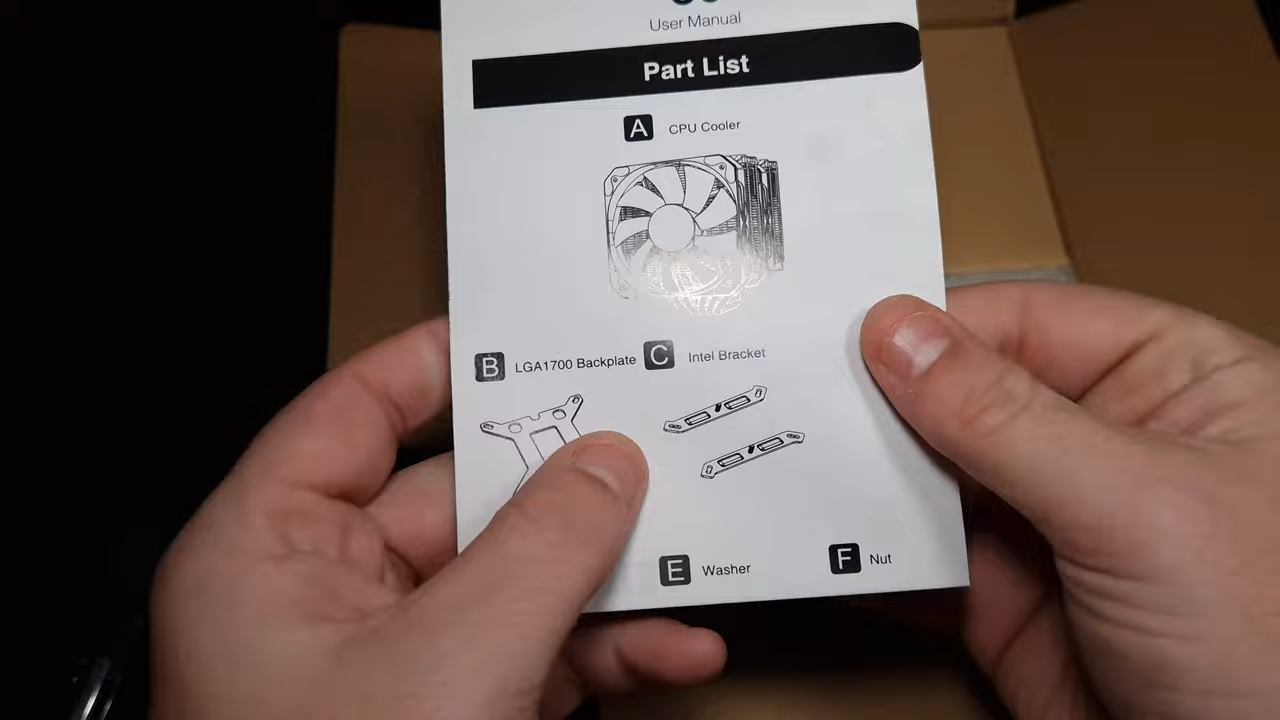 User Manual
Part List
A CPU Cooler
B LGA1700 Backplate C Intel Bracket
E Washer F Nut